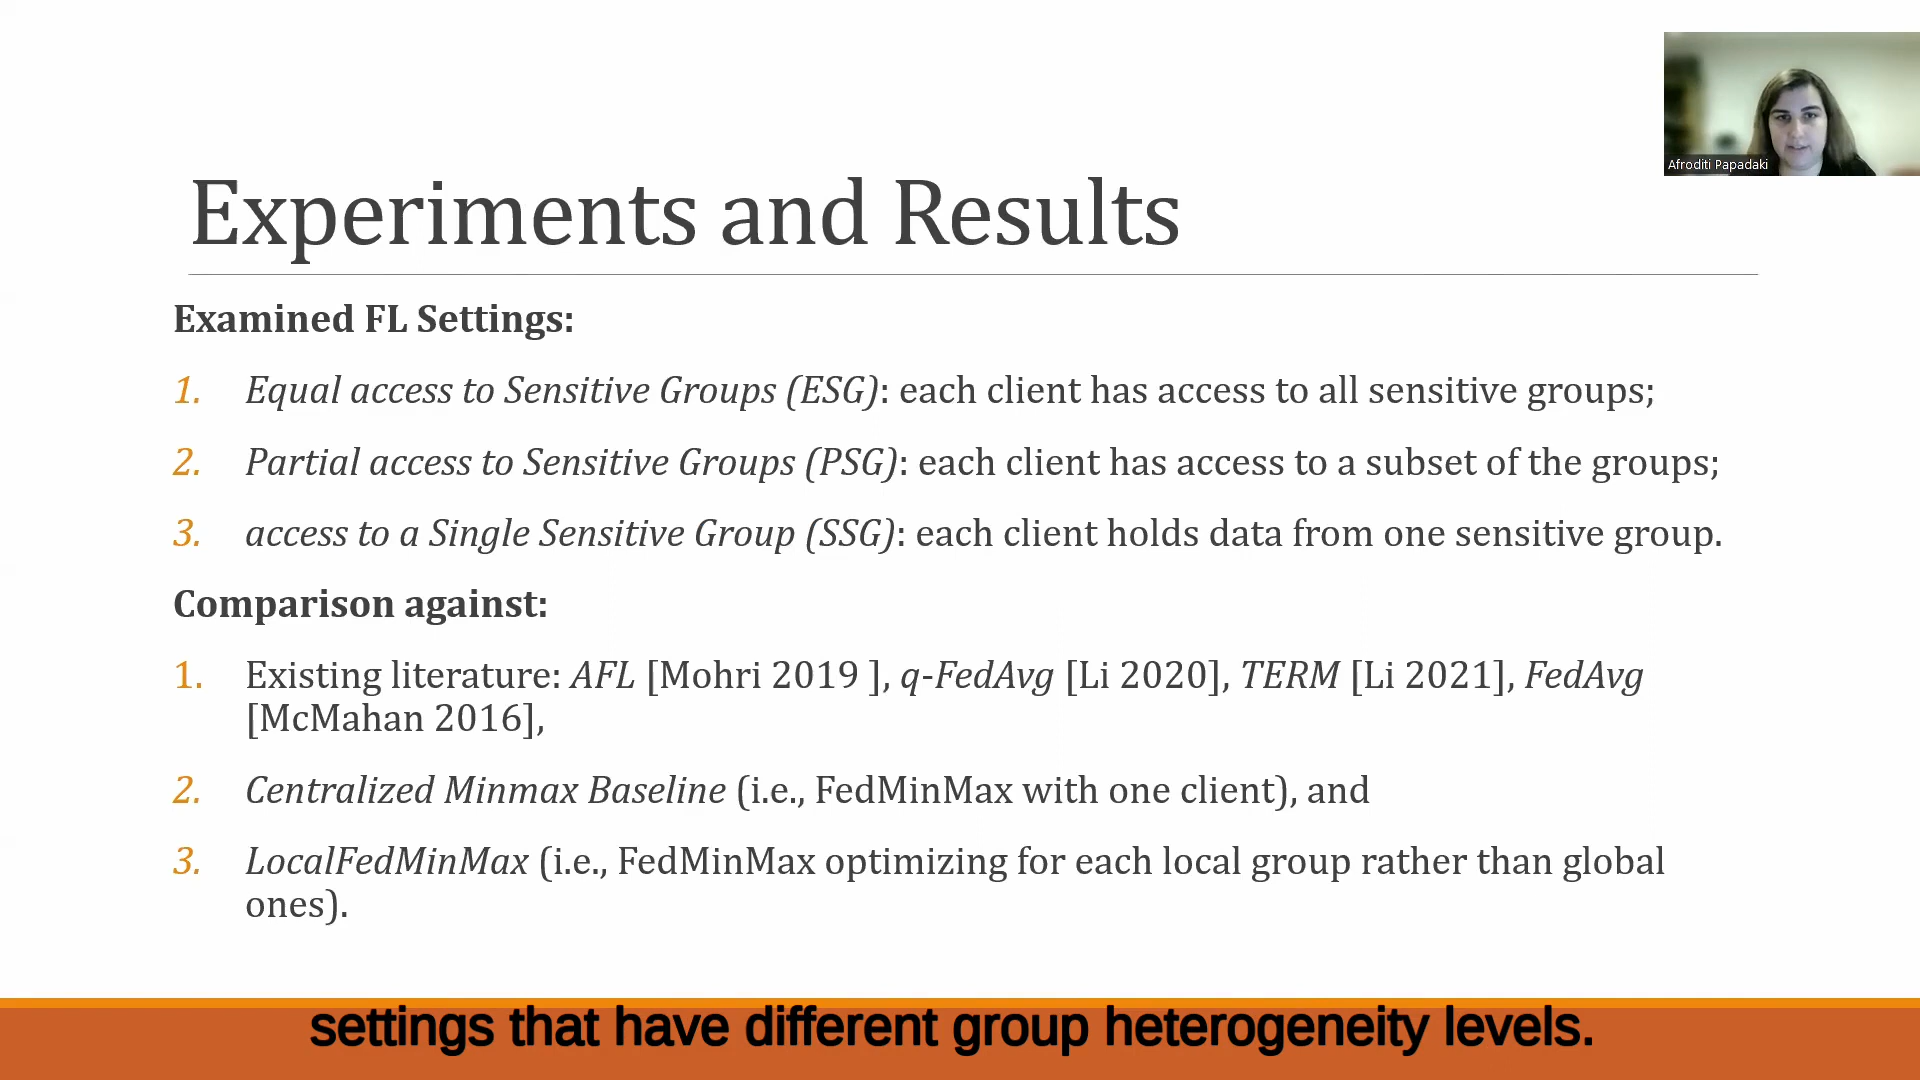 Afroditi Papadaki
Experiments and Results
Examined FL Settings:
1. Equal access to Sensitive Groups (ESG): each client has access to all sensitive groups;
2. Partial access to Sensitive Groups (PSG): each client has access to a subset of the groups;
3. access to a Single Sensitive Group (SSG): each client holds data from one sensitive group.
Comparison against:
1. Existing literature: AFL [Mohri 2019 ], q-FedAvg [Li 2020], TERM [Li 2021], FedAvg
[McMahan 2016],
2. Centralized Minmax Baseline (i.e., FedMinMax with one client), and
3. LocalFedMinMax (i.e., FedMinMax optimizing for each local group rather than global
ones).
settings that have different group heterogeneity levels.